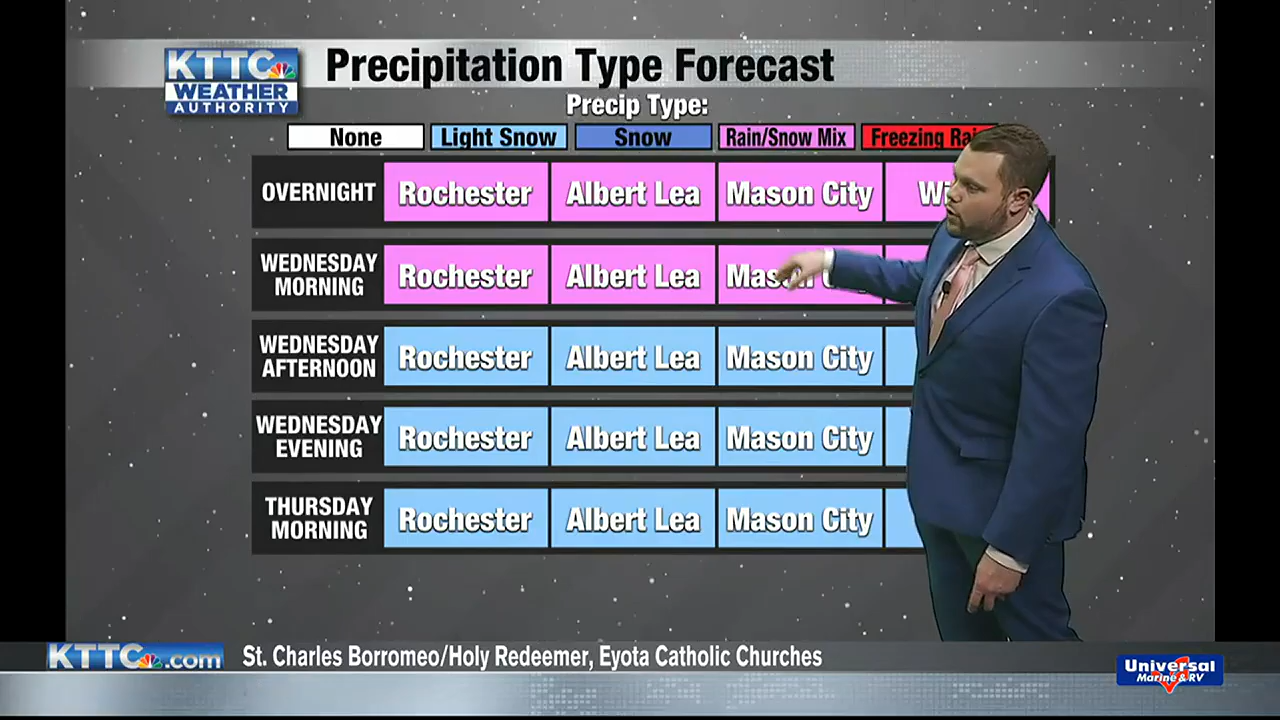 KTTC
WEATHER
AUTHORITY
Precipitation Type Forecast
Precip Type:
None Light Snow Snow Rain/Snow Mix Freezing
OVERNIGHT Rochester Albert Lea Mason City
WEDNESDAY
MORNING
Rochester Albert Lea
WEDNESDAY
AFTERNOON
Rochester Albert Lea Mason City
WEDNESDAY
EVENING
Rochester Albert Lea Mason City
THURSDAY
MORNING
Rochester Albert Lea Mason City
KTTC.com St. Charles Borromeo/Holy Redeemer, Eyota Catholic Churches
Universal
Marine & RV